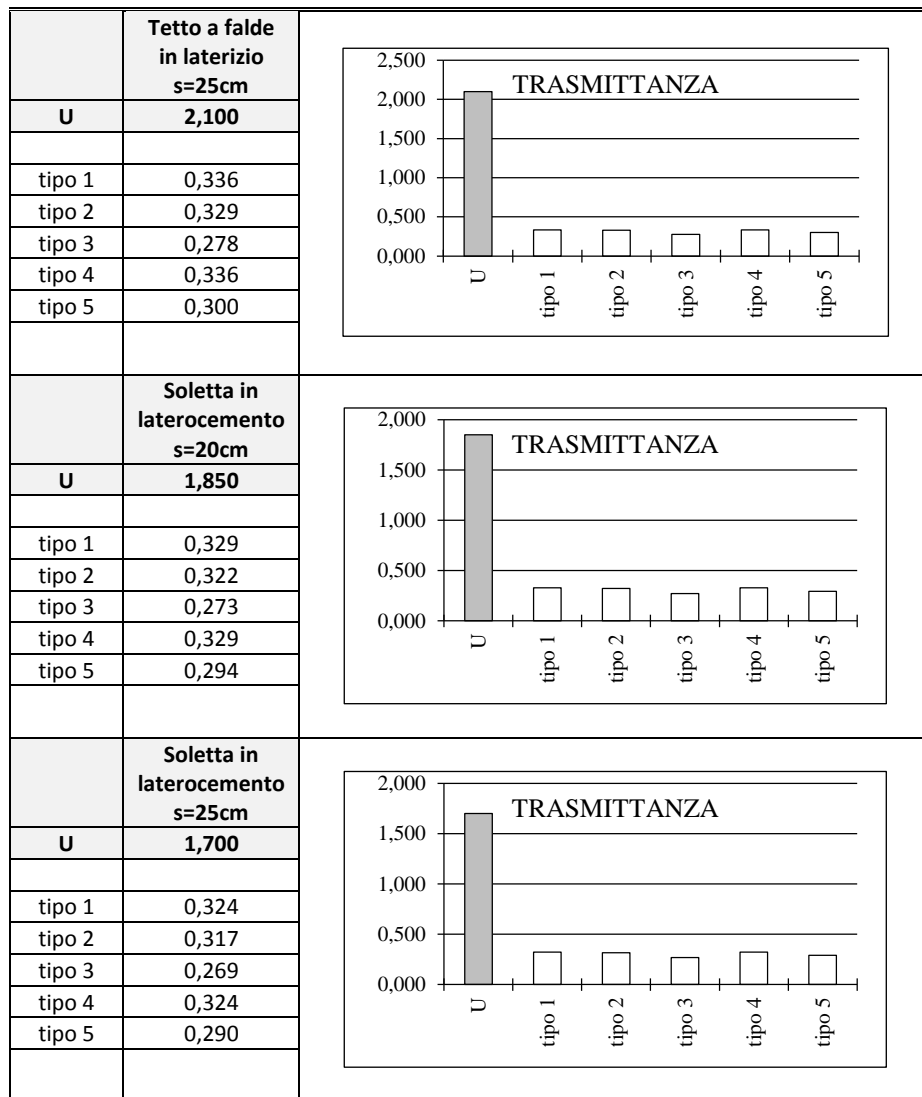 Tetto a falde
in laterizio
s=25cm
U 2,100
tipo 1 0,336
tipo 2 0,329
tipo 3 0,278
tipo 4 0,336
tipo 5 0,300
TRASMITTANZA
2,500
2,000
1,500
1,000
0,500
0,000
U tipo 1 tipo 2 tipo 3 tipo 4 tipo 5
Soletta in
laterocemento
s=20cm
U 1,850
tipo 1 0,329
tipo 2 0,322
tipo 3 0,273
tipo 4 0,329
tipo 5 0,294
TRASMITTANZA
2,000
1,500
1,000
0,500
0,000
U tipo 1 tipo 2 tipo 3 tipo 4 tipo 5
Soletta in
laterocemento
s=25cm
U 1,700
tipo 1 0,324
tipo 2 0,317
tipo 3 0,269
tipo 4 0,324
tipo 5 0,290
TRASMITTANZA
2,000
1,500
1,000
0,500
0,000
U tipo 1 tipo 2 tipo 3 tipo 4 tipo 5